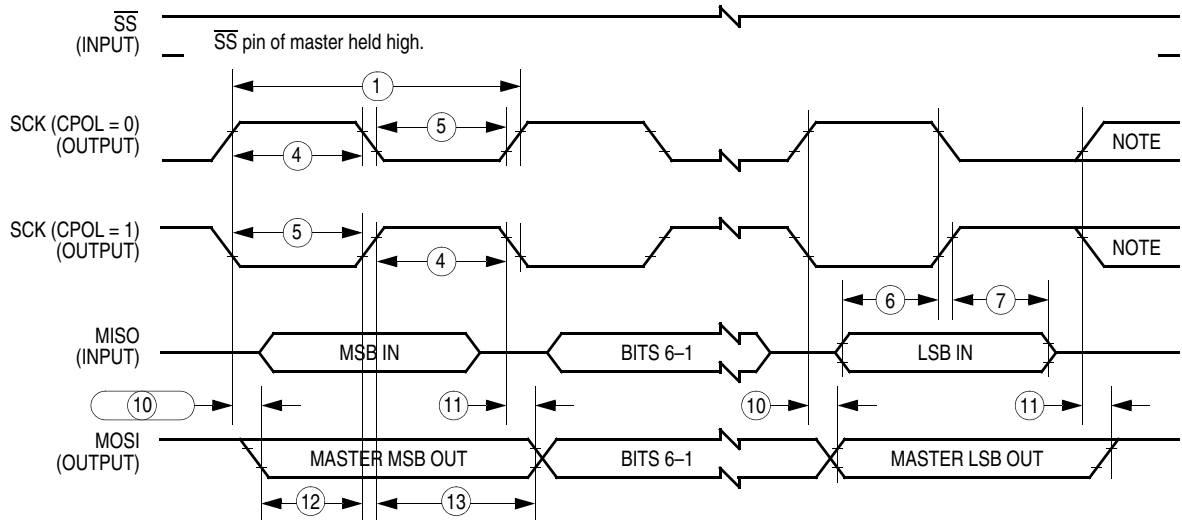 SS
(INPUT)
SS pin of master held high.
1
SCK (CPOL = 0)
(OUTPUT)
5
4
NOTE
SCK (CPOL = 1)
(OUTPUT)
5
4
NOTE
6
7
MISO
(INPUT)
MSB IN
BITS 6–1
LSB IN
10
11
10
11
MOSI
(OUTPUT)
MASTER MSB OUT
BITS 6–1
MASTER LSB OUT
12
13